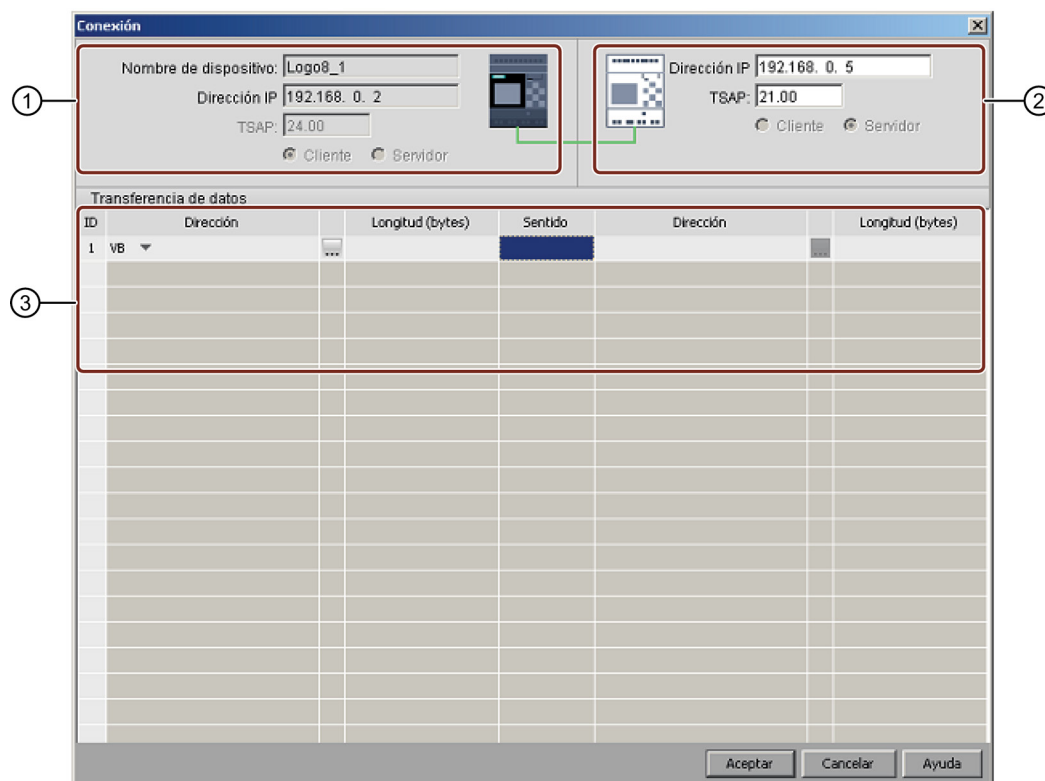 Conexión
Nombre de dispositivo: Logo8_1
Dirección IP 192.168. 0. 2
TSAP: 24.00
Cliente Servidor
Dirección IP 192.168. 0. 5
TSAP: 21.00
Cliente Servidor
1
2
Transferencia de datos
ID Dirección Longitud (bytes) Sentido Dirección Longitud (bytes)
1 VB ... ...
3
Aceptar Cancelar Ayuda